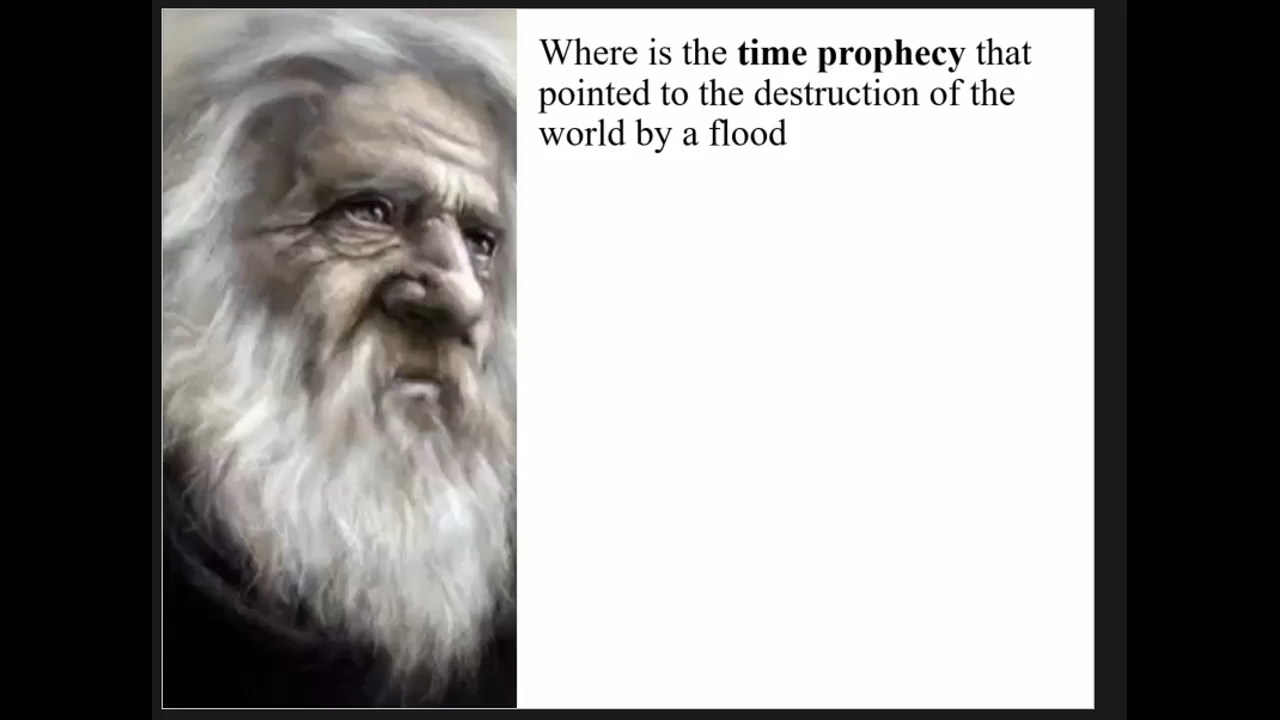 Where is the time prophecy that
pointed to the destruction of the
world by a flood